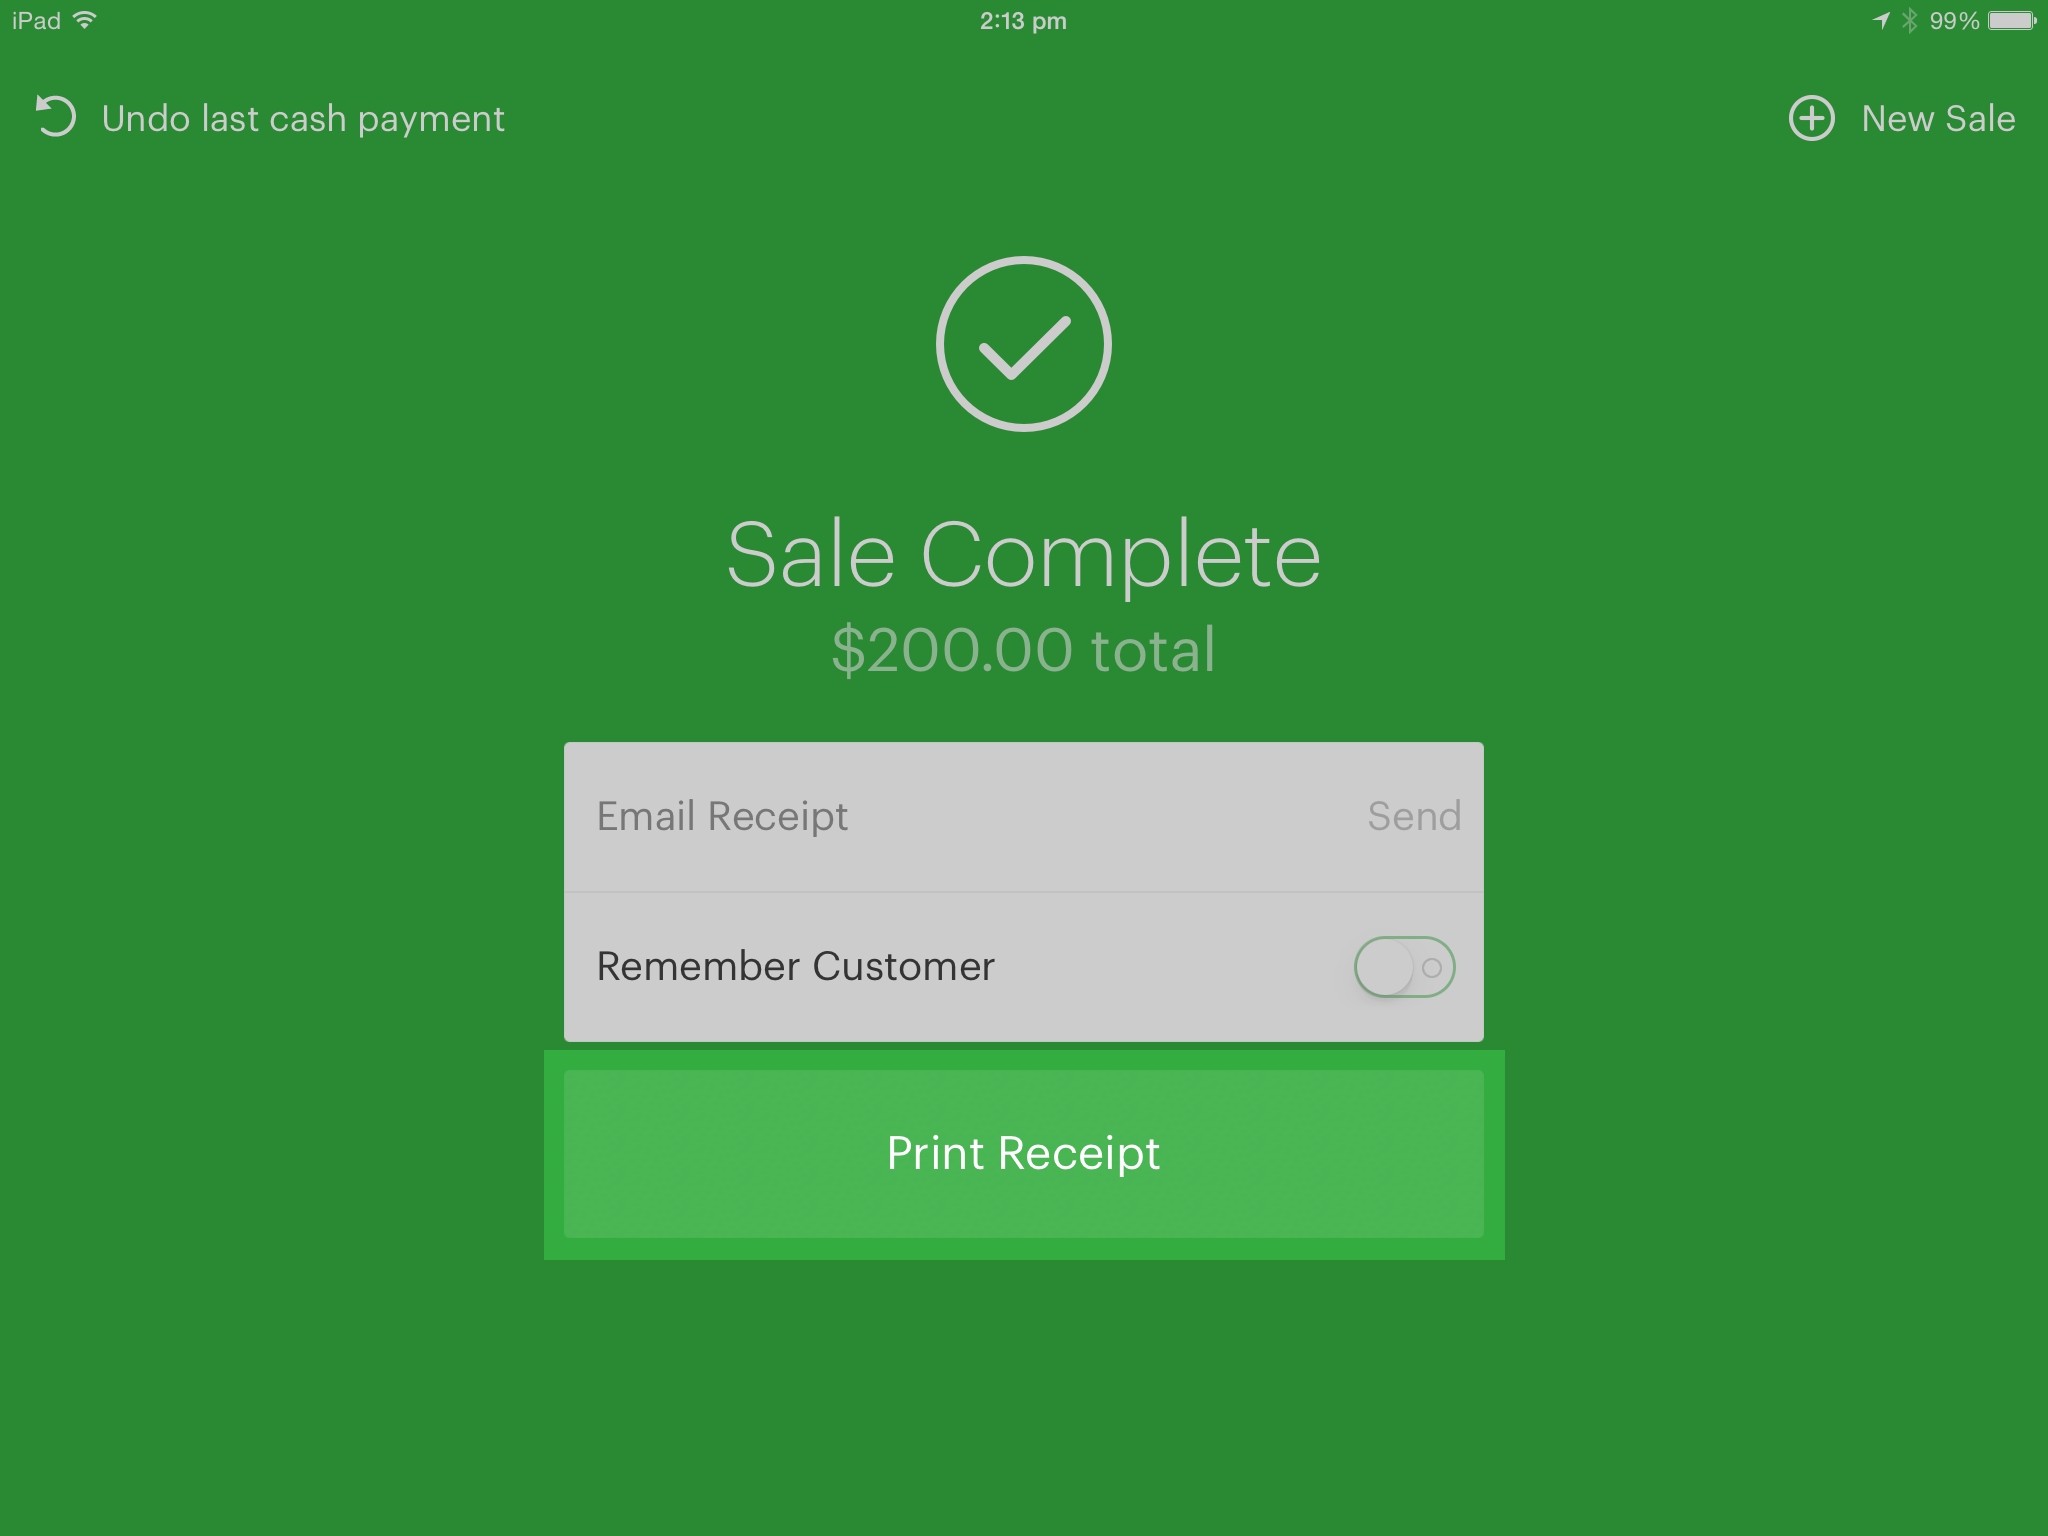 iPad 2:13 pm 99%
Undo last cash payment New Sale
Sale Complete
$200.00 total
Email Receipt Send
Remember Customer
Print Receipt